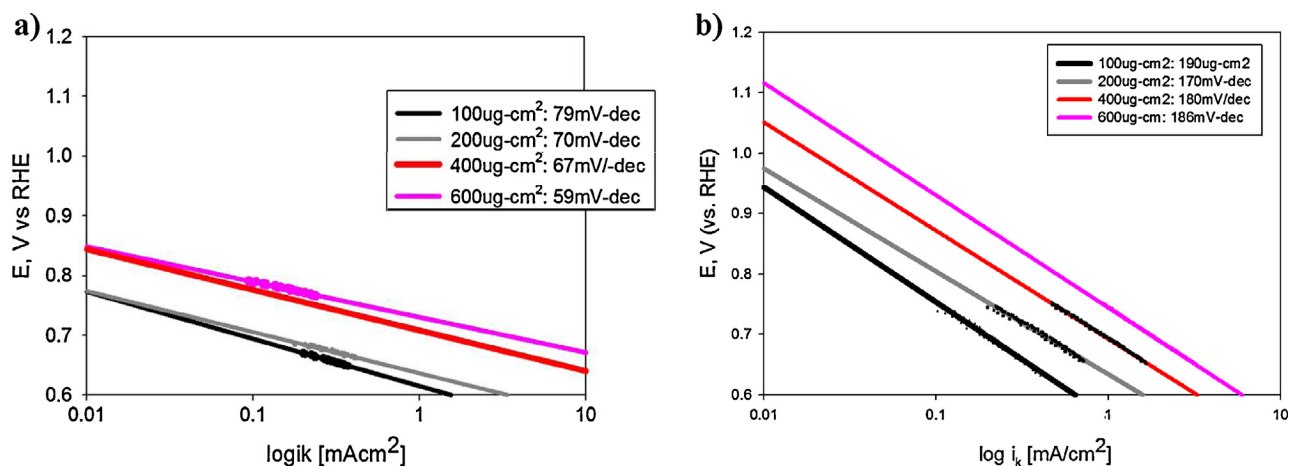 a)
1.2
1.1
1.0
0.9
0.8
0.7
0.6
E, V vs RHE
100ug-cm²: 79mV-dec
200ug-cm²: 70mV-dec
400ug-cm²: 67mV/-dec
600ug-cm²: 59mV-dec
0.01 0.1 1 10
logik [mAcm²]
b)
1.2
1.1
1.0
0.9
0.8
0.7
0.6
E, V (vs. RHE)
100ug-cm2: 190ug-cm2
200ug-cm2: 170mV-dec
400ug-cm2: 180mV/dec
600ug-cm: 186mV-dec
0.01 0.1 1 10
log iₖ [mA/cm²]